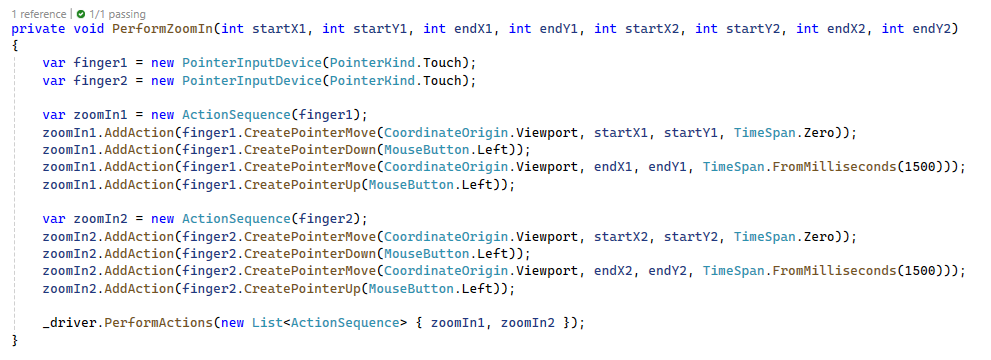 1 reference | 1/1 passing
private void PerformZoomIn(int startX1, int startY1, int endX1, int endY1, int startX2, int startY2, int endX2, int endY2)
{
    var finger1 = new PointerInputDevice(PointerKind.Touch);
    var finger2 = new PointerInputDevice(PointerKind.Touch);

    var zoomIn1 = new ActionSequence(finger1);
    zoomIn1.AddAction(finger1.CreatePointerMove(CoordinateOrigin.Viewport, startX1, startY1, TimeSpan.Zero));
    zoomIn1.AddAction(finger1.CreatePointerDown(MouseButton.Left));
    zoomIn1.AddAction(finger1.CreatePointerMove(CoordinateOrigin.Viewport, endX1, endY1, TimeSpan.FromMilliseconds(1500)));
    zoomIn1.AddAction(finger1.CreatePointerUp(MouseButton.Left));

    var zoomIn2 = new ActionSequence(finger2);
    zoomIn2.AddAction(finger2.CreatePointerMove(CoordinateOrigin.Viewport, startX2, startY2, TimeSpan.Zero));
    zoomIn2.AddAction(finger2.CreatePointerDown(MouseButton.Left));
    zoomIn2.AddAction(finger2.CreatePointerMove(CoordinateOrigin.Viewport, endX2, endY2, TimeSpan.FromMilliseconds(1500)));
    zoomIn2.AddAction(finger2.CreatePointerUp(MouseButton.Left));

    _driver.PerformActions(new List<ActionSequence> { zoomIn1, zoomIn2 });
}